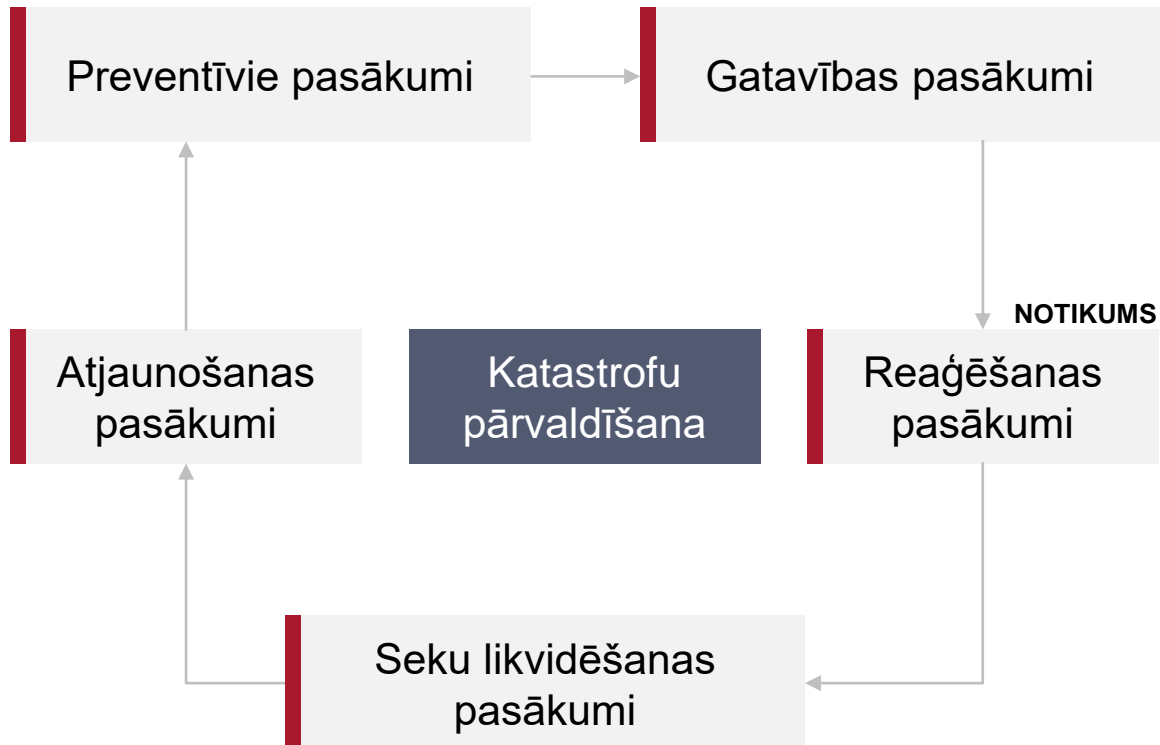 Preventīvie pasākumi
Gatavības pasākumi
NOTIKUMS
Atjaunošanas
pasākumi
Katastrofu
pārvaldīšana
Reaģēšanas
pasākumi
Seku likvidēšanas
pasākumi